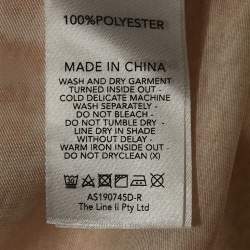 100%POLYESTER
MADE IN CHINA
WASH AND DRY GARMENT
TURNED INSIDE OUT -
COLD DELICATE MACHINE
WASH SEPARATELY -
DO NOT BLEACH -
DO NOT TUMBLE DRY -
LINE DRY IN SHADE
WITHOUT DELAY -
WARM IRON INSIDE OUT -
DO NOT DRYCLEAN (X)
AS190745D-R
The Line Ii Pty Ltd